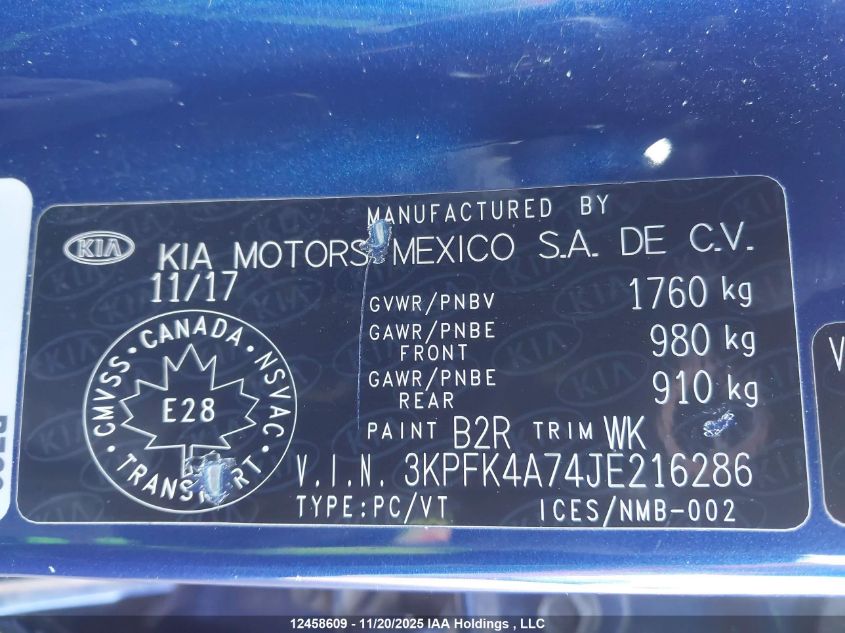 MANUFACTURED BY
KIA
KIA MOTORS MEXICO S.A. DE C.V.
11/17
GVWR/PNBV 1760 kg
GAWR/PNBE FRONT 980 kg
GAWR/PNBE REAR 910 kg
PAINT B2R TRIM WK
CANADA
CMVSS • NSVAC
E28
TRANSPORT
V.I.N. 3KPFK4A74JE216286
TYPE:PC/VT ICES/NMB-002
V
12458609 - 11/20/2025 IAA Holdings , LLC